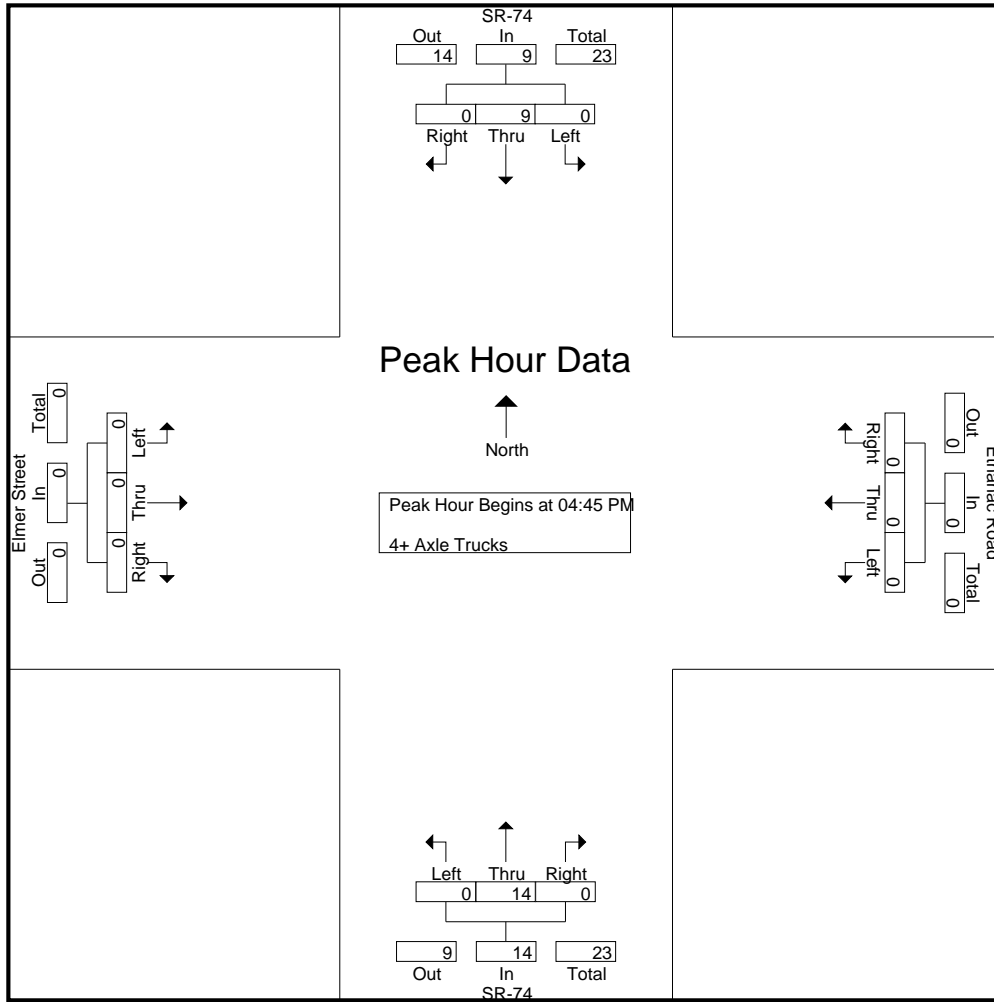 SR-74
Out In Total
14 9 23
0 9 0
Right Thru Left
Peak Hour Data
North
Peak Hour Begins at 04:45 PM
4+ Axle Trucks
Elmer Street
Out In Total
0 0 0
Right Thru Left
0 0 0
Out In Total
0 0 0
Right Thru Left
0 0 0
Road
Left Thru Right
0 14 0
9 14 23
Out In Total
SR-74